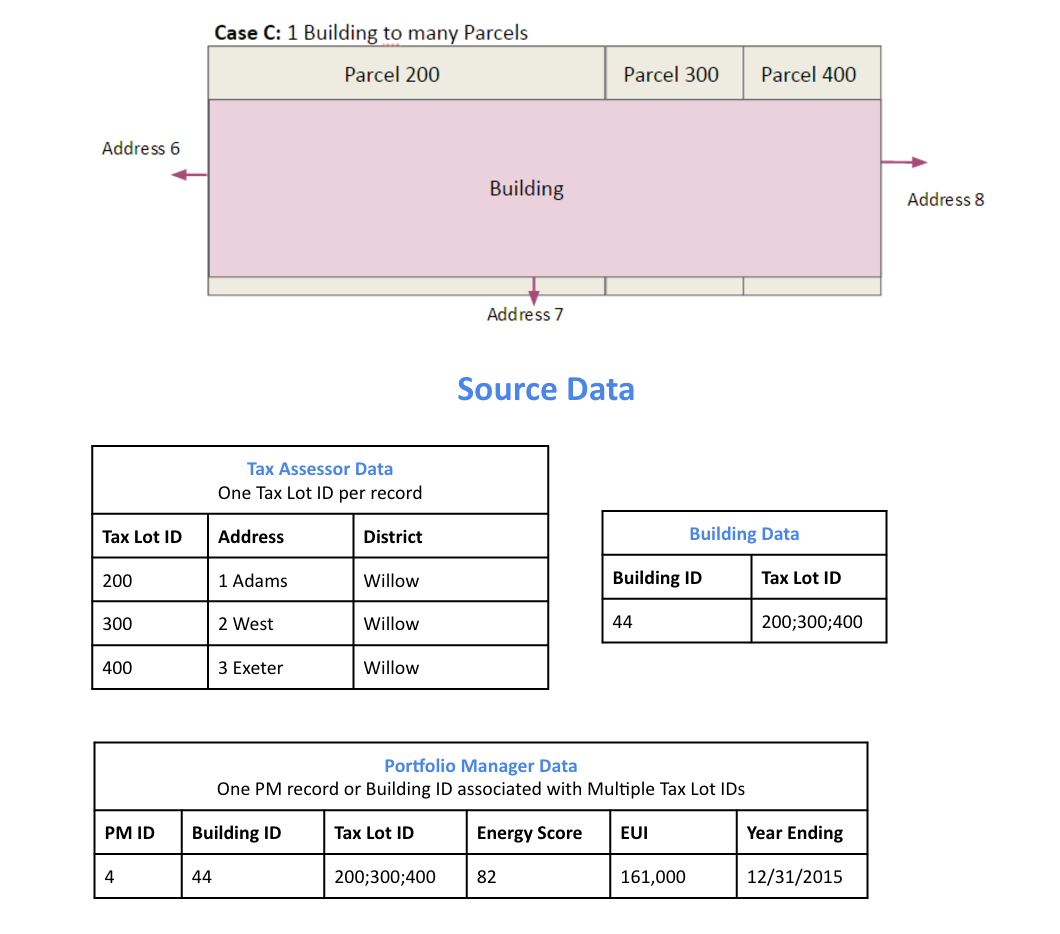 Case C: 1 Building to many Parcels
Parcel 200 Parcel 300 Parcel 400
Address 6
Building
Address 8
Address 7
Source Data
Tax Assessor Data
One Tax Lot ID per record
Tax Lot ID Address District
200 1 Adams Willow
300 2 West Willow
400 3 Exeter Willow
Building Data
Building ID Tax Lot ID
44 200;300;400
Portfolio Manager Data
One PM record or Building ID associated with Multiple Tax Lot IDs
PM ID Building ID Tax Lot ID Energy Score EUI Year Ending
4 44 200;300;400 82 161,000 12/31/2015